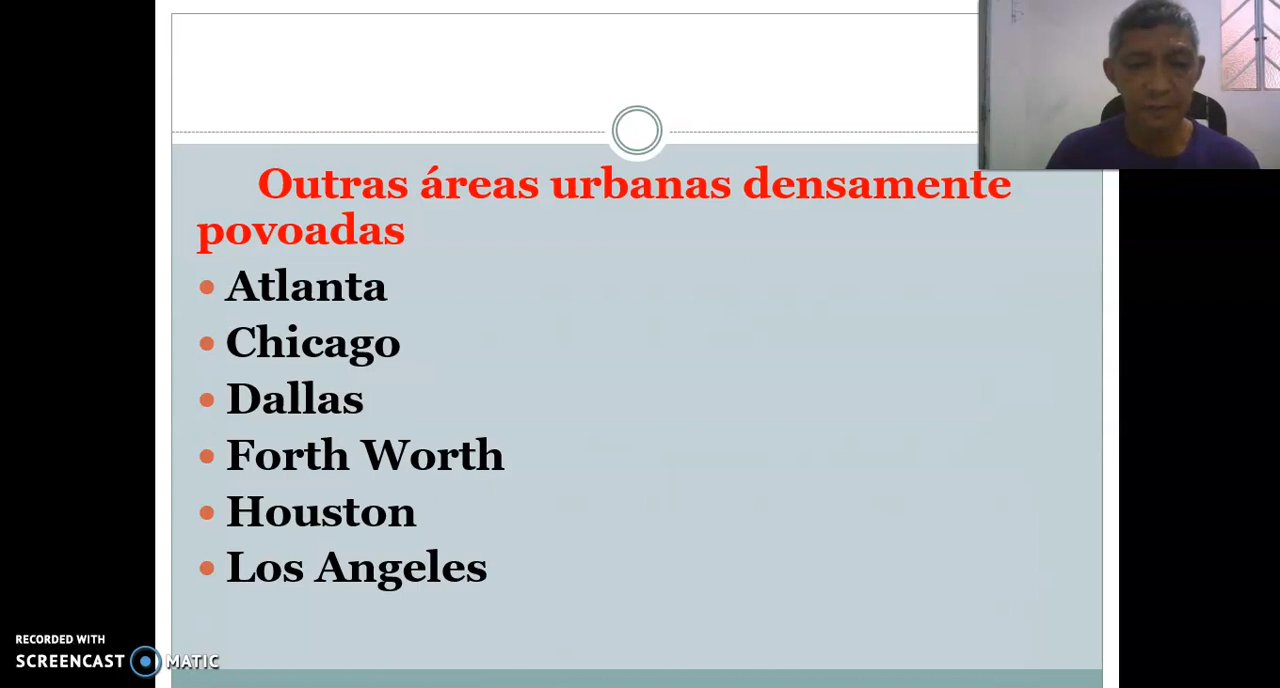 Outras áreas urbanas densamente
povoadas
• Atlanta
• Chicago
• Dallas
• Forth Worth
• Houston
• Los Angeles
RECORDED WITH
SCREENCAST MATIC